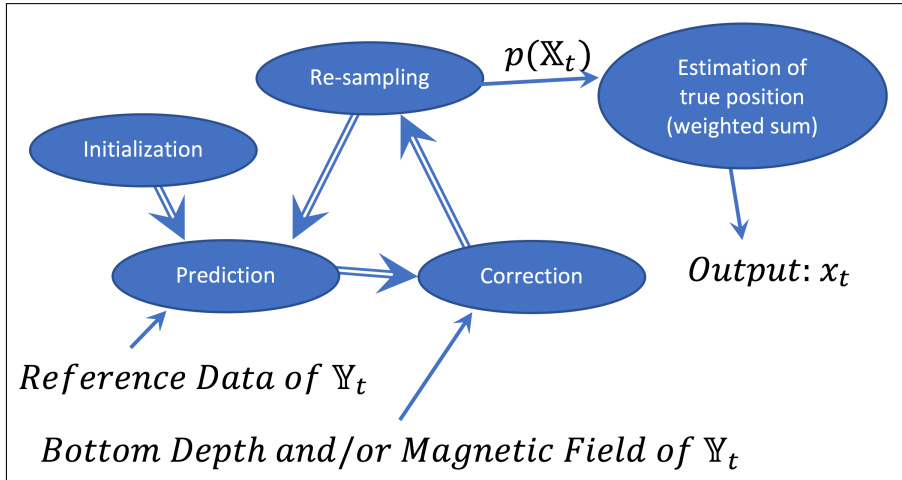 Re-sampling
p(𝕏ₜ)
Estimation of
true position
(weighted sum)
Initialization
Prediction
Correction
Output: xₜ
Reference Data of 𝕐ₜ
Bottom Depth and/or Magnetic Field of 𝕐ₜ